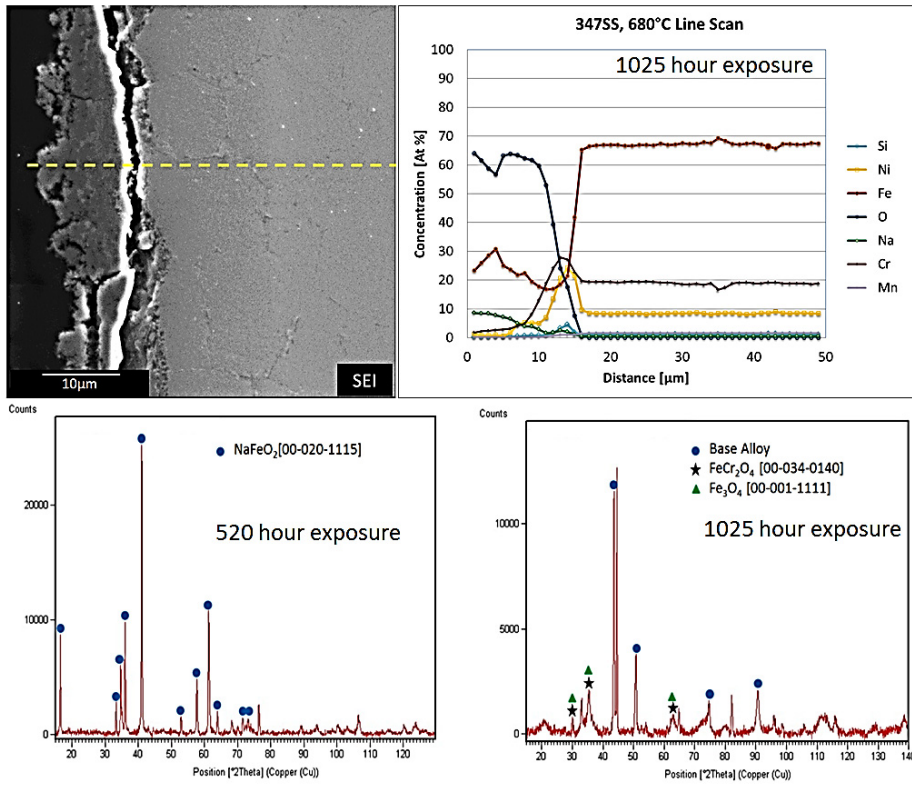 10μm
SEI
347SS, 680°C Line Scan
1025 hour exposure
Concentration [At %]
100
90
80
70
60
50
40
30
20
10
0
0 10 20 30 40 50
Distance [μm]
Si
Ni
Fe
O
Na
Cr
Mn
Counts
NaFeO₂[00-020-1115]
520 hour exposure
20000
10000
0
20 30 40 50 60 70 80 90 100 110 120
Position [°2Theta] (Copper (Cu))
Counts
Base Alloy
FeCr₂O₄ [00-034-0140]
Fe₃O₄ [00-001-1111]
1025 hour exposure
10000
5000
0
20 30 40 50 60 70 80 90 100 110 120 130 140
Position [°2Theta] (Copper (Cu))